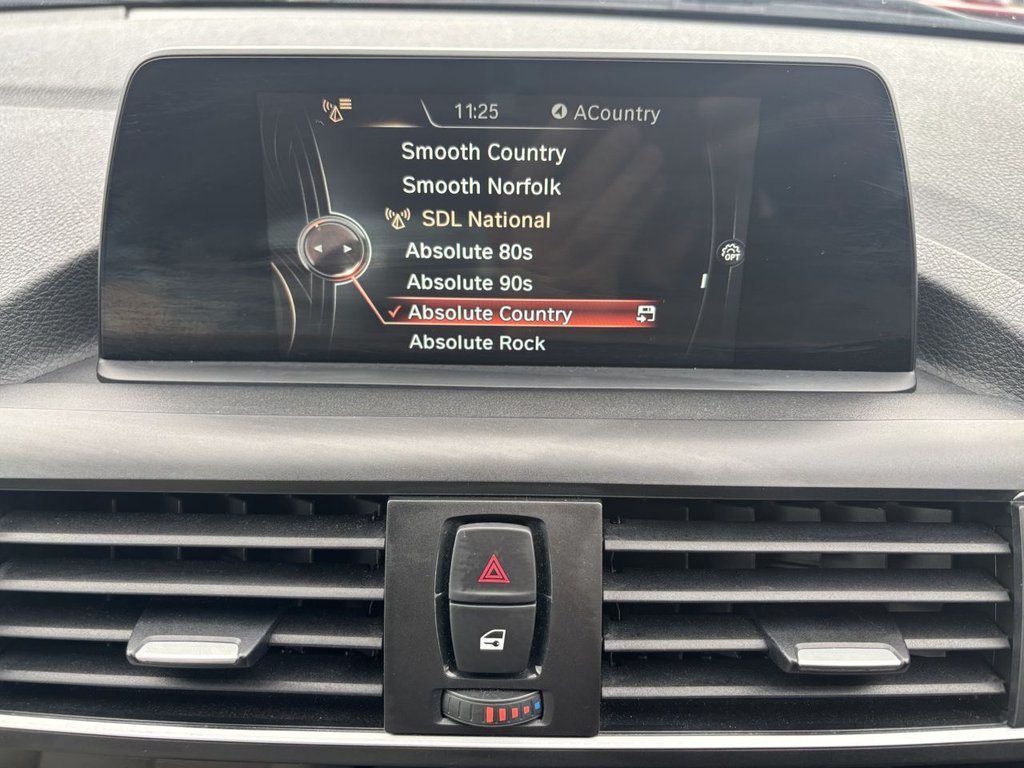 11:25 ACountry
Smooth Country
Smooth Norfolk
SDL National
Absolute 80s
OPT
Absolute 90s
Absolute Country
Absolute Rock